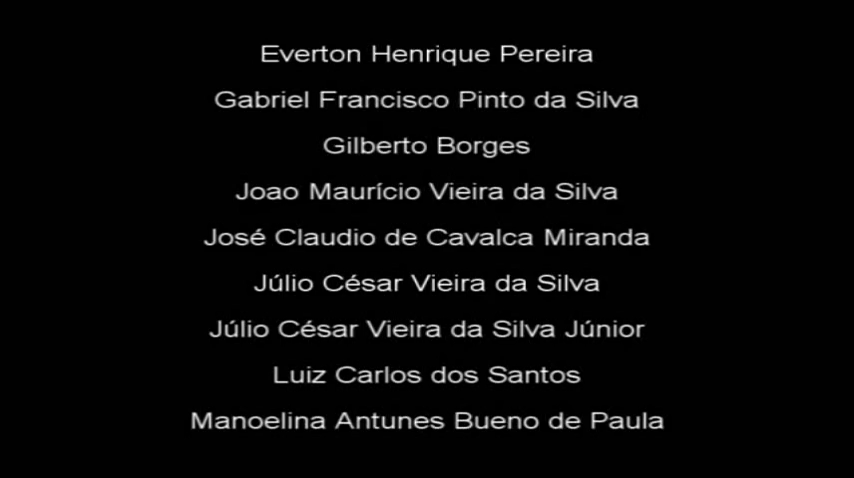 Everton Henrique Pereira
Gabriel Francisco Pinto da Silva
Gilberto Borges
Joao Maurício Vieira da Silva
José Claudio de Cavalca Miranda
Júlio César Vieira da Silva
Júlio César Vieira da Silva Júnior
Luiz Carlos dos Santos
Manoelina Antunes Bueno de Paula